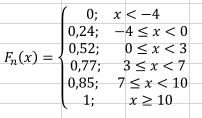 0;  x < −4
0,24;  −4 ≤ x < 0
0,52;  0 ≤ x < 3
Fₙ(x) =
0,77;  3 ≤ x < 7
0,85;  7 ≤ x < 10
1;  x ≥ 10